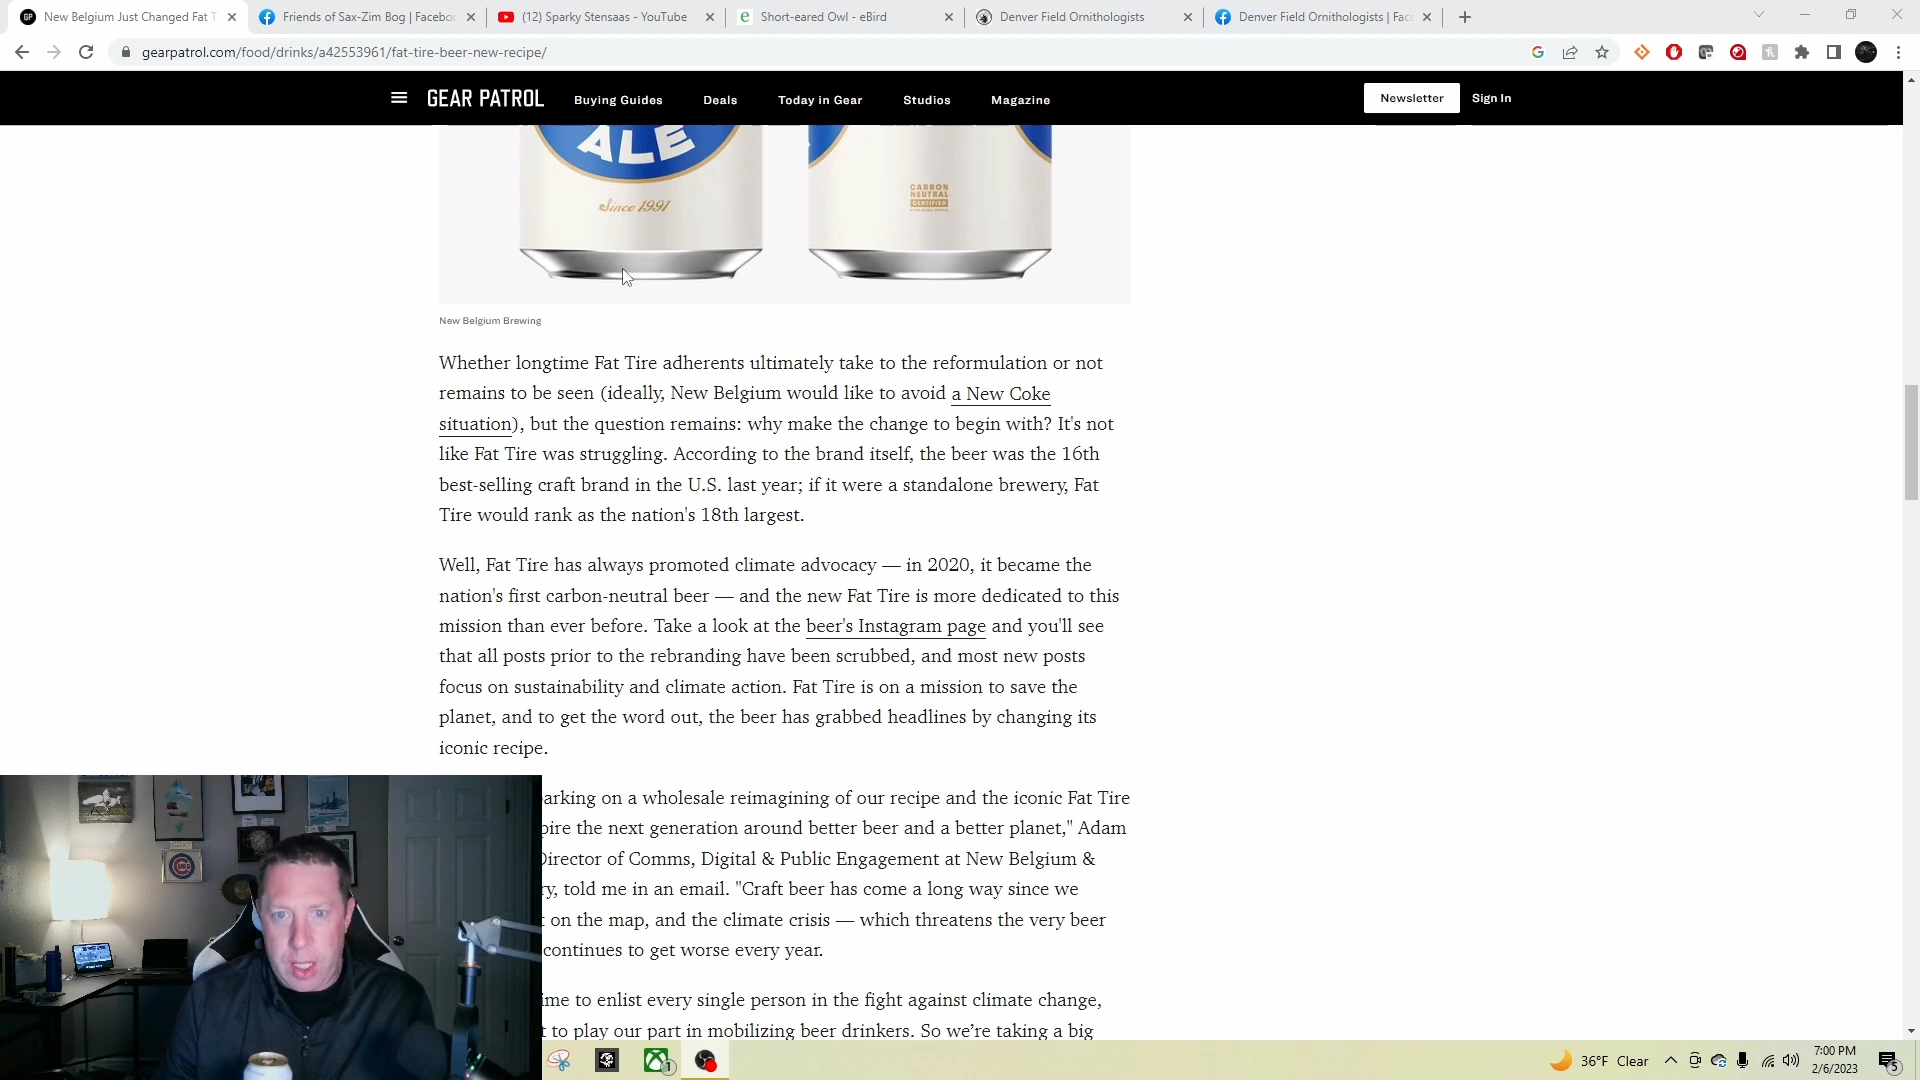 GP New Belgium Just Changed Fat T
Friends of Sax-Zim Bog | Faceboo
(12) Sparky Stensaas - YouTube
Short-eared Owl - eBird
Denver Field Ornithologists
Denver Field Ornithologists | Face
gearpatrol.com/food/drinks/a42553961/fat-tire-beer-new-recipe/
GEAR PATROL
Buying Guides
Deals
Today in Gear
Studios
Magazine
Newsletter
Sign In
ALE
Since 1991
CARBON
NEUTRAL
CERTIFIED
New Belgium Brewing
Whether longtime Fat Tire adherents ultimately take to the reformulation or not
remains to be seen (ideally, New Belgium would like to avoid a New Coke
situation), but the question remains: why make the change to begin with? It's not
like Fat Tire was struggling. According to the brand itself, the beer was the 16th
best-selling craft brand in the U.S. last year; if it were a standalone brewery, Fat
Tire would rank as the nation's 18th largest.
Well, Fat Tire has always promoted climate advocacy — in 2020, it became the
nation's first carbon-neutral beer — and the new Fat Tire is more dedicated to this
mission than ever before. Take a look at the beer's Instagram page and you'll see
that all posts prior to the rebranding have been scrubbed, and most new posts
focus on sustainability and climate action. Fat Tire is on a mission to save the
planet, and to get the word out, the beer has grabbed headlines by changing its
iconic recipe.
arking on a wholesale reimagining of our recipe and the iconic Fat Tire
pire the next generation around better beer and a better planet," Adam
Director of Comms, Digital & Public Engagement at New Belgium &
ry, told me in an email. "Craft beer has come a long way since we
t on the map, and the climate crisis — which threatens the very beer
continues to get worse every year.
ime to enlist every single person in the fight against climate change,
t to play our part in mobilizing beer drinkers. So we're taking a big
1
36°F Clear
7:00 PM
2/6/2023
5